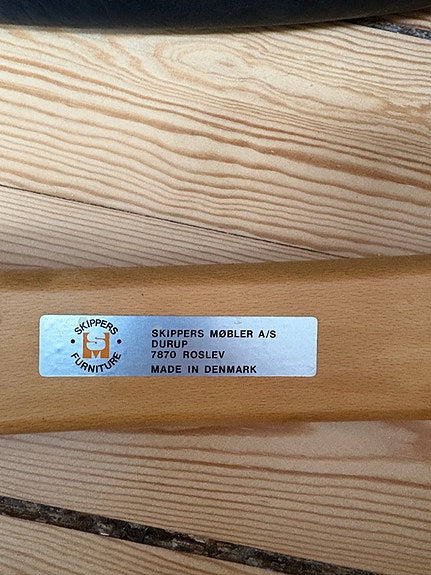 SKIPPERS
SM
FURNITURE
SKIPPERS MØBLER A/S
DURUP
7870 ROSLEV
MADE IN DENMARK